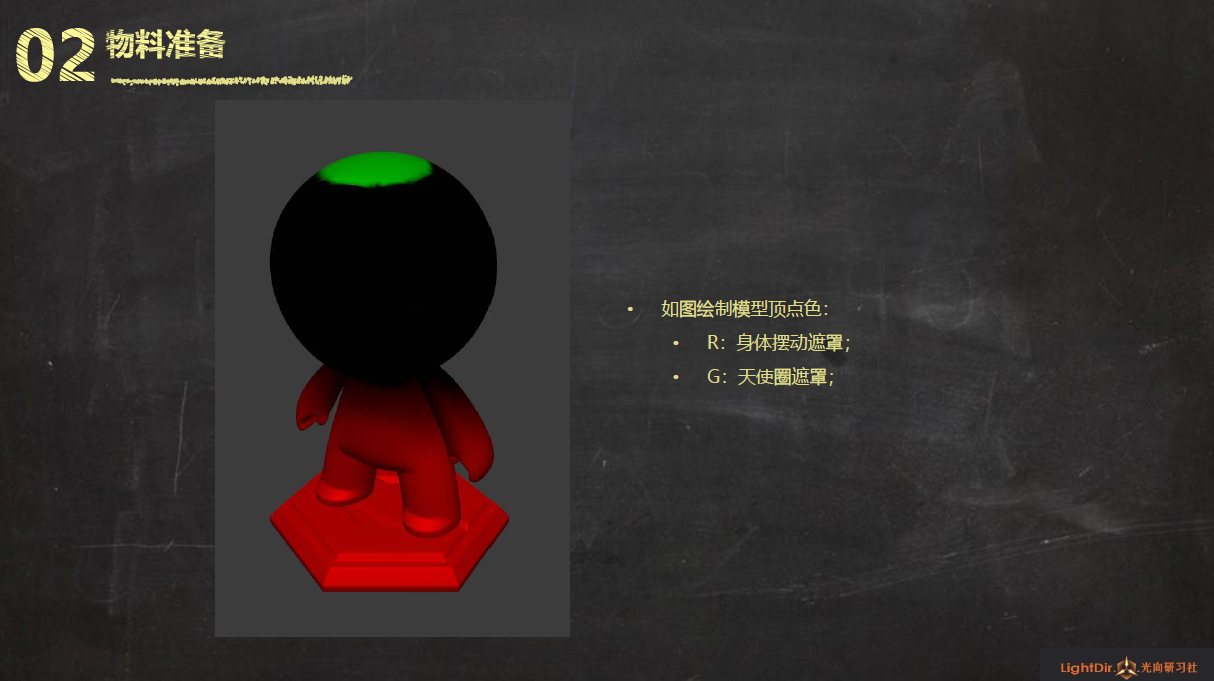 02 物料准备
• 如图绘制模型顶点色：
• R：身体摆动遮罩；
• G：天使圈遮罩；
LightDir. 光向研习社